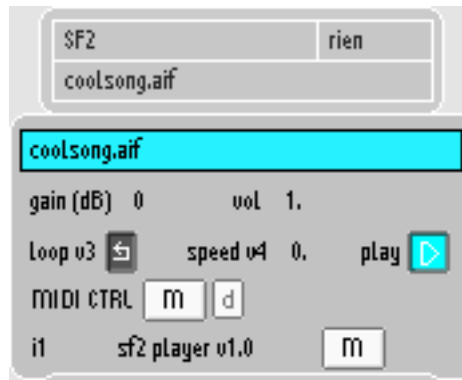 SF2 rien
coolsong.aif
coolsong.aif
gain (dB) 0 vol 1.
loop v3 speed v4 0. play
MIDI CTRL m d
i1 sf2 player v1.0 m